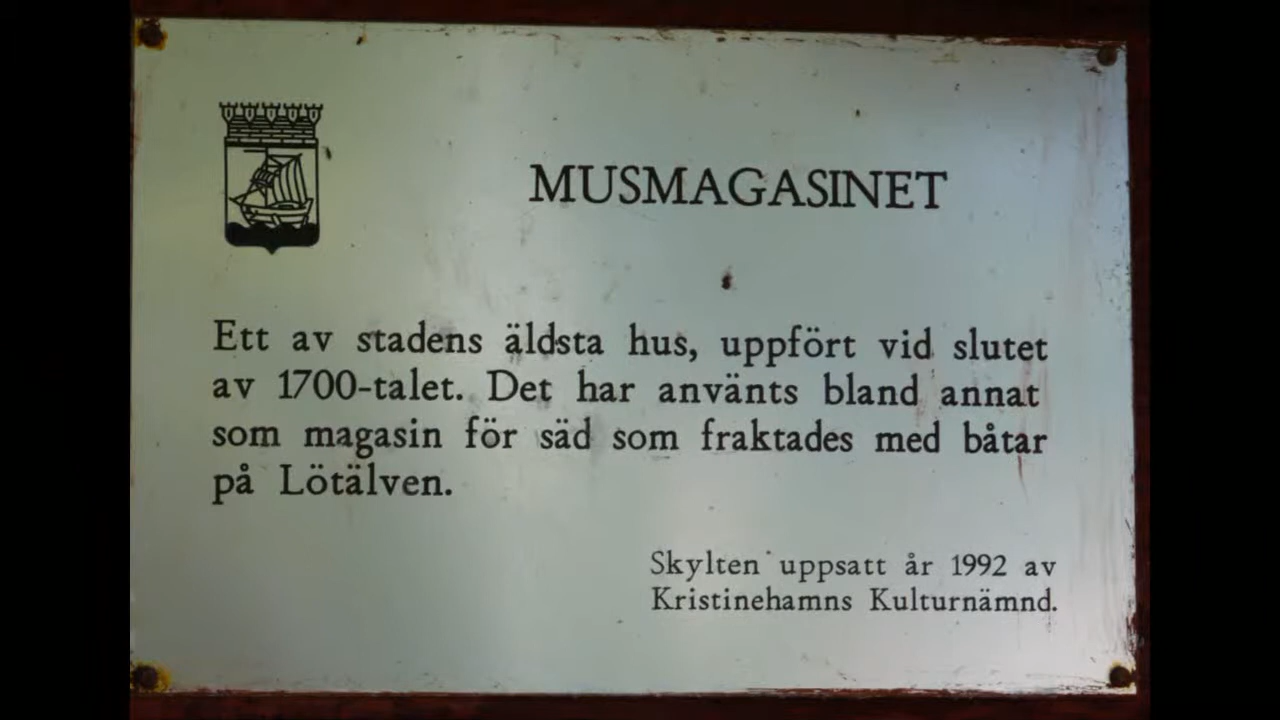 MUSMAGASINET
Ett av stadens äldsta hus, uppfört vid slutet
av 1700-talet. Det har använts bland annat
som magasin för säd som fraktades med båtar
på Lötälven.
Skylten uppsatt år 1992 av
Kristinehamns Kulturnämnd.